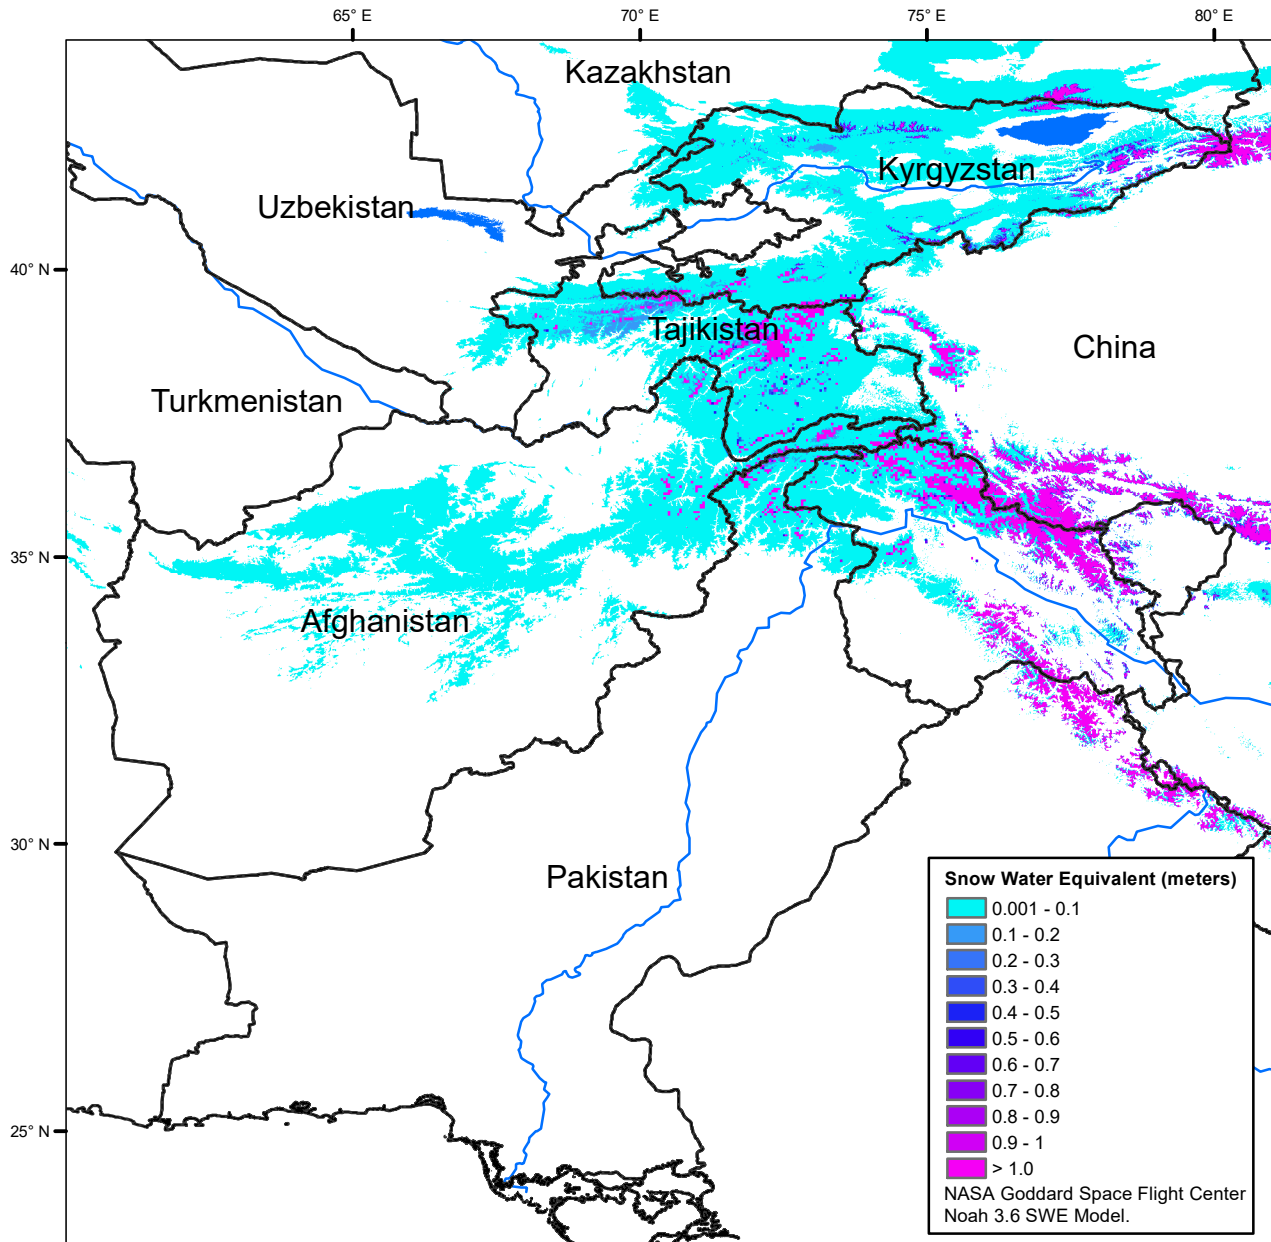 65° E
70° E
75° E
80° E
Kazakhstan
Kyrgyzstan
Uzbekistan
40° N
Tajikistan
China
Turkmenistan
35° N
Afghanistan
30° N
Pakistan
25° N
Snow Water Equivalent (meters)
0.001 - 0.1
0.1 - 0.2
0.2 - 0.3
0.3 - 0.4
0.4 - 0.5
0.5 - 0.6
0.6 - 0.7
0.7 - 0.8
0.8 - 0.9
0.9 - 1
> 1.0
NASA Goddard Space Flight Center
Noah 3.6 SWE Model.